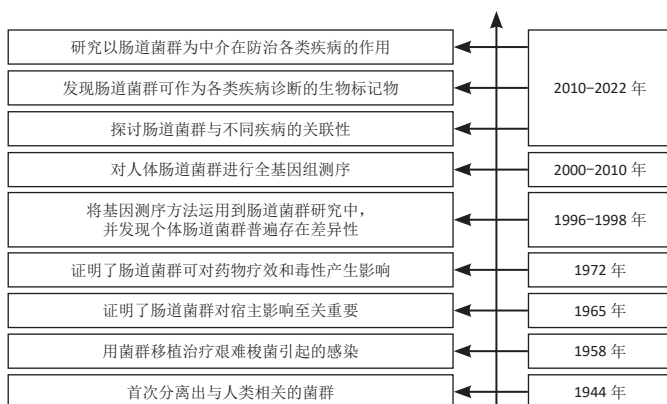 研究以肠道菌群为中介在防治各类疾病的作用
发现肠道菌群可作为各类疾病诊断的生物标记物
2010–2022 年
探讨肠道菌群与不同疾病的关联性
对人体肠道菌群进行全基因组测序
2000–2010 年
将基因测序方法运用到肠道菌群研究中，
并发现个体肠道菌群普遍存在差异性
1996–1998 年
证明了肠道菌群可对药物疗效和毒性产生影响
1972 年
证明了肠道菌群对宿主影响至关重要
1965 年
用菌群移植治疗艰难梭菌引起的感染
1958 年
首次分离出与人类相关的菌群
1944 年